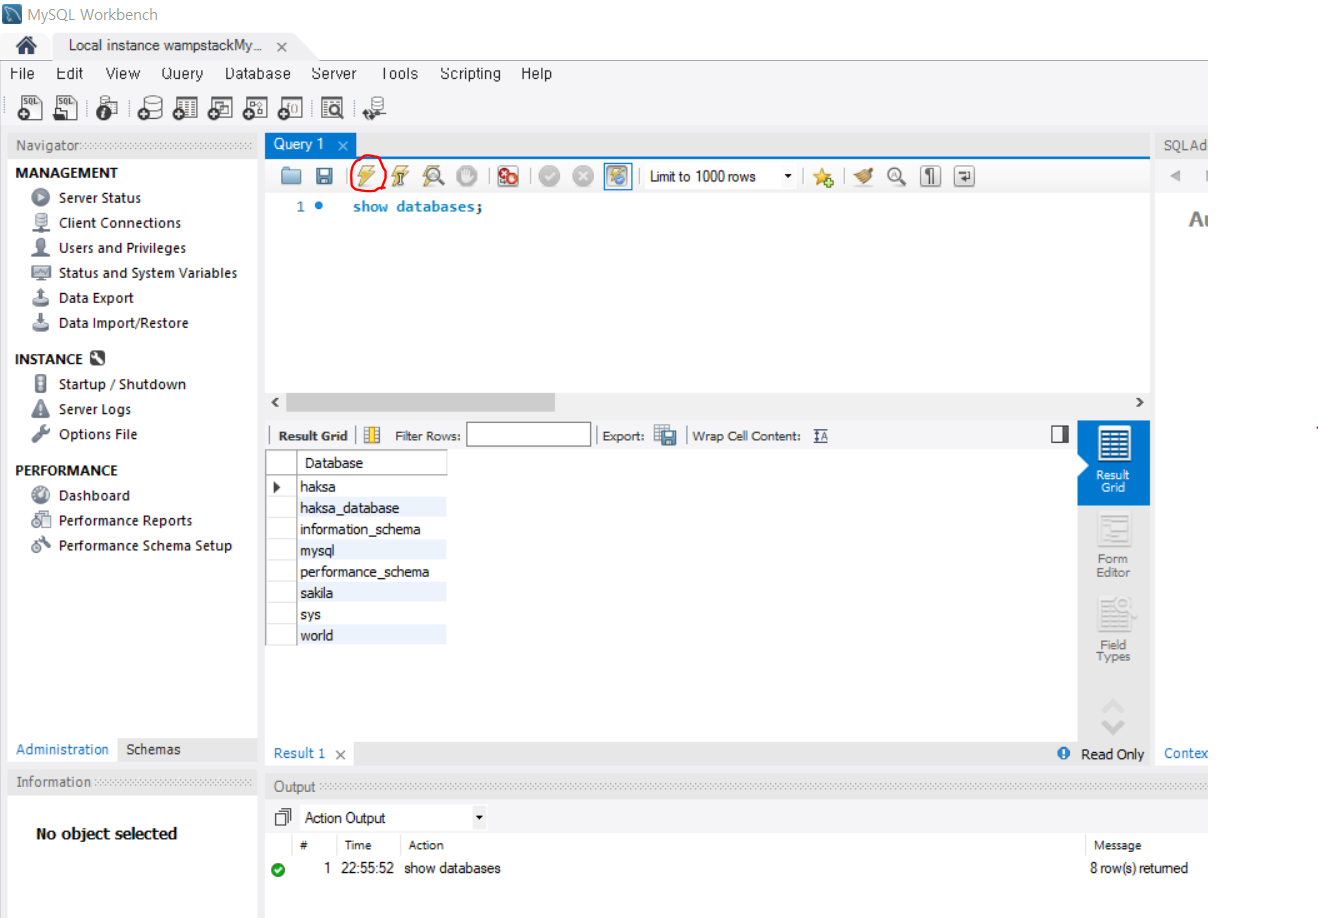 MySQL Workbench
Local instance wampstackMy...
File Edit View Query Database Server Tools Scripting Help
SQL SQL
Navigator
MANAGEMENT
Server Status
Client Connections
Users and Privileges
Status and System Variables
Data Export
Data Import/Restore
INSTANCE
Startup / Shutdown
Server Logs
Options File
PERFORMANCE
Dashboard
Performance Reports
Performance Schema Setup
Administration Schemas
Information
No object selected
Query 1
Limit to 1000 rows
1 show databases;
Result Grid Filter Rows: Export: Wrap Cell Content:
Database
haksa
haksa_database
information_schema
mysql
performance_schema
sakila
sys
world
Result
Grid
Form
Editor
Field
Types
Result 1 Read Only
Output
Action Output
# Time Action Message
1 22:55:52 show databases 8 row(s) returned
SQLAd
Au
Contex